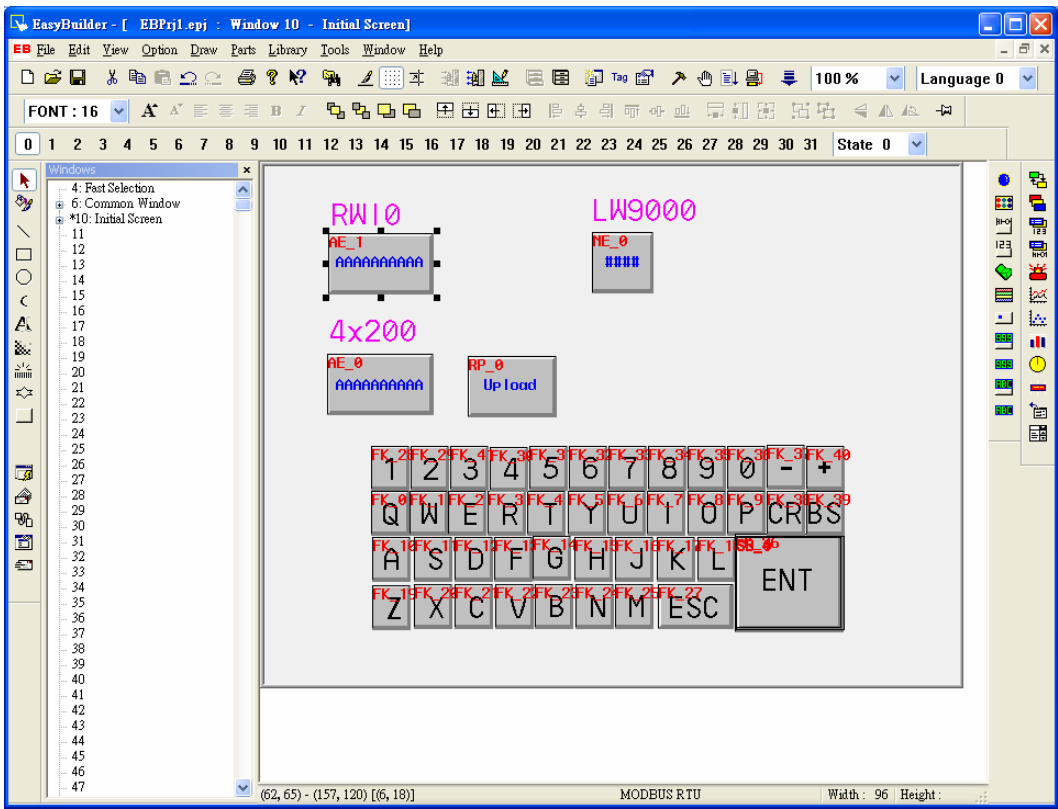 EasyBuilder - [ EBPrj1.epj : Window 10 - Initial Screen]
EB File Edit View Option Draw Parts Library Tools Window Help
Tag 100 % Language 0
FONT : 16 A A B I
0 1 2 3 4 5 6 7 8 9 10 11 12 13 14 15 16 17 18 19 20 21 22 23 24 25 26 27 28 29 30 31 State 0
Windows
4: Fast Selection
6: Common Window
*10: Initial Screen
11
12
13
14
15
16
17
18
19
20
21
22
23
24
25
26
27
28
29
30
31
32
33
34
35
36
37
38
39
40
41
42
43
44
45
46
47
RWI0
AE_1
AAAAAAAAAA
LW9000
NE_0
####
4x200
AE_0
AAAAAAAAAA
RP_0
Upload
1 2 3 4 5 6 7 8 9 0 - +
Q W E R T Y U I O P CR BS
A S D F G H J K L ENT
Z X C V B N M ESC
(62, 65) - (157, 120) [(6, 18)] MODBUS RTU Width : 96 Height :